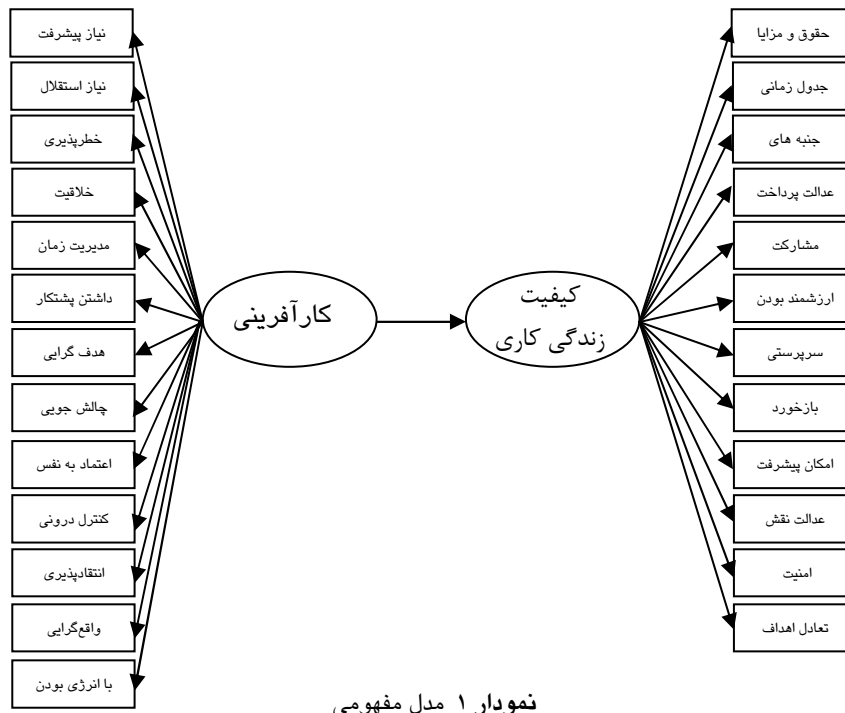 حقوق و مزایا
جدول زمانی
جنبه های
عدالت پرداخت
مشارکت
ارزشمند بودن
سرپرستی
بازخورد
امکان پیشرفت
عدالت نقش
امنیت
تعادل اهداف
کیفیت
زندگی کاری
کارآفرینی
نیاز پیشرفت
نیاز استقلال
خطرپذیری
خلاقیت
مدیریت زمان
داشتن پشتکار
هدف گرایی
چالش جویی
اعتماد به نفس
کنترل درونی
انتقادپذیری
واقع‌گرایی
با انرژی بودن
نمودار ۱ مدل مفهومی